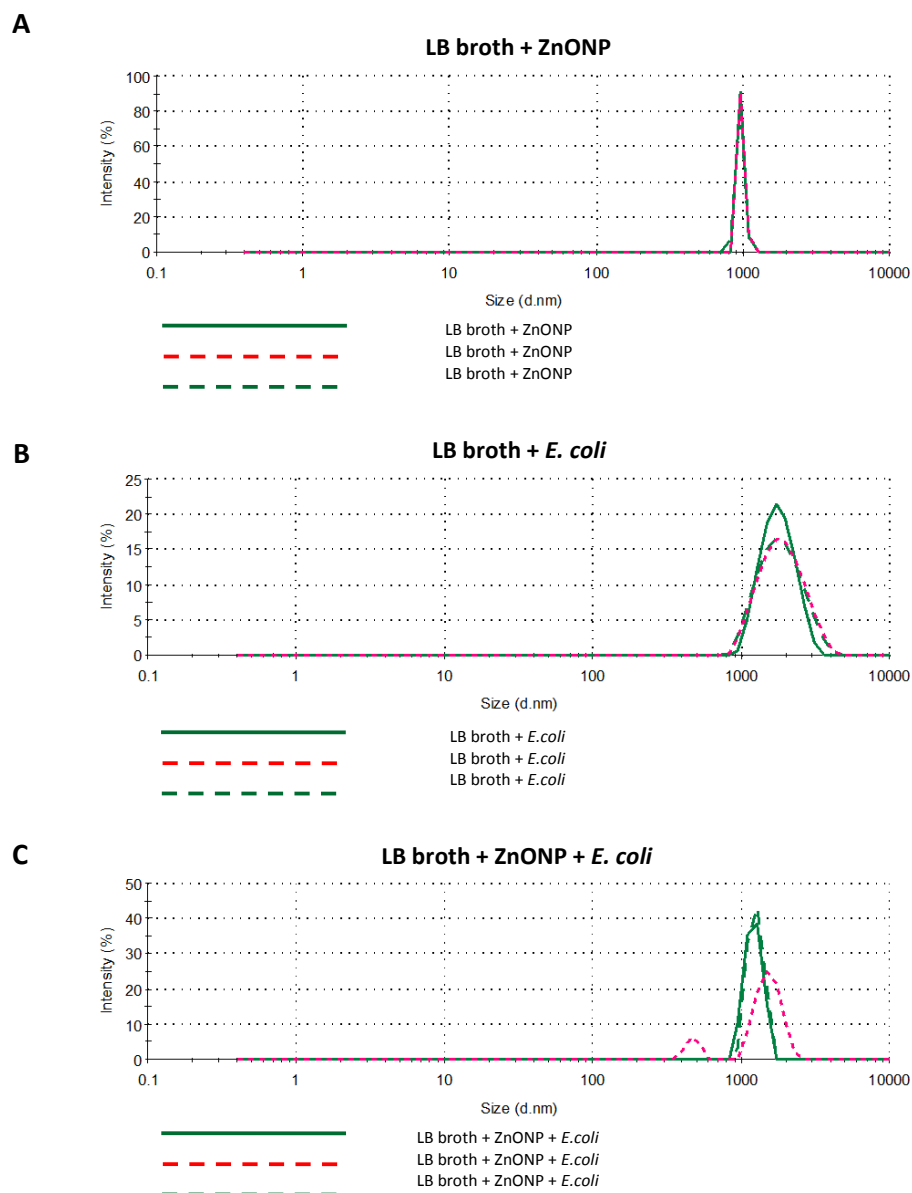 A
LB broth + ZnONP
100
80
60
40
20
0
Intensity (%)
0.1 1 10 100 1000 10000
Size (d.nm)
LB broth + ZnONP
LB broth + ZnONP
LB broth + ZnONP
B
LB broth + E. coli
25
20
15
10
5
0
Intensity (%)
0.1 1 10 100 1000 10000
Size (d.nm)
LB broth + E.coli
LB broth + E.coli
LB broth + E.coli
C
LB broth + ZnONP + E. coli
50
40
30
20
10
0
Intensity (%)
0.1 1 10 100 1000 10000
Size (d.nm)
LB broth + ZnONP + E.coli
LB broth + ZnONP + E.coli
LB broth + ZnONP + E.coli